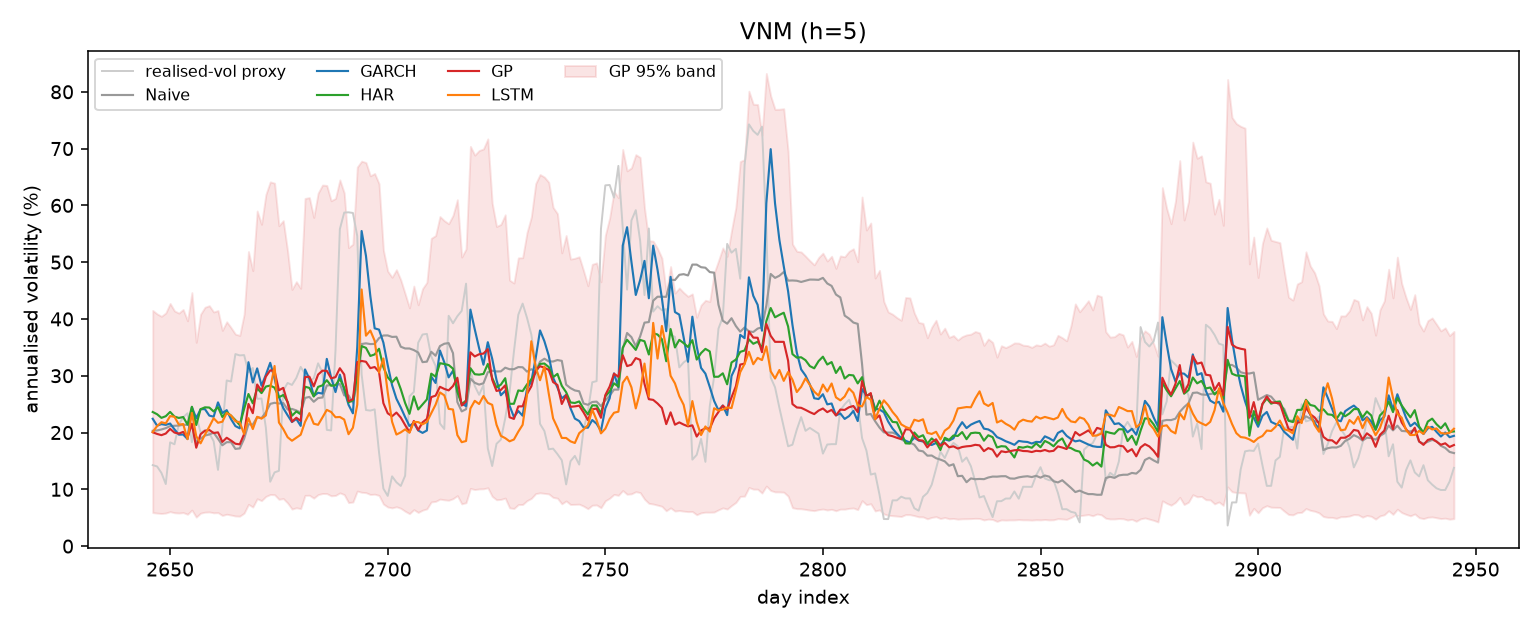 VNM (h=5)
realised-vol proxy
Naive
GARCH
HAR
GP
LSTM
GP 95% band
annualised volatility (%)
80
70
60
50
40
30
20
10
0
2650 2700 2750 2800 2850 2900 2950
day index